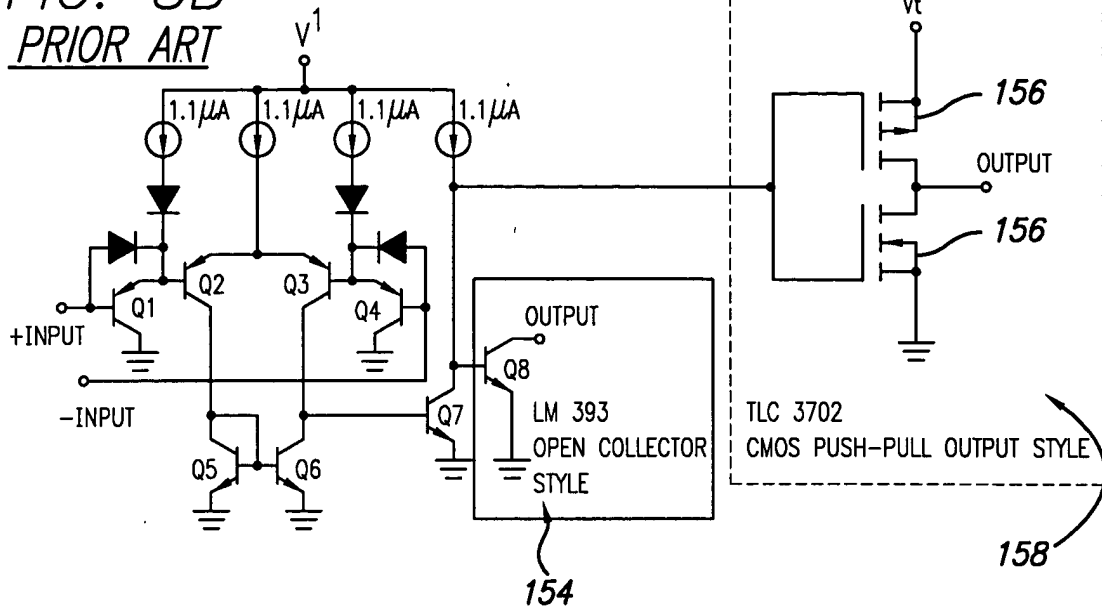 FIG. 8B
PRIOR ART
V1
1.1μA
1.1μA
1.1μA
1.1μA
Q1
Q2
Q3
Q4
+INPUT
-INPUT
Q5
Q6
Q7
OUTPUT
Q8
LM 393
OPEN COLLECTOR
STYLE
154
Vt
156
OUTPUT
156
TLC 3702
CMOS PUSH-PULL OUTPUT STYLE
158